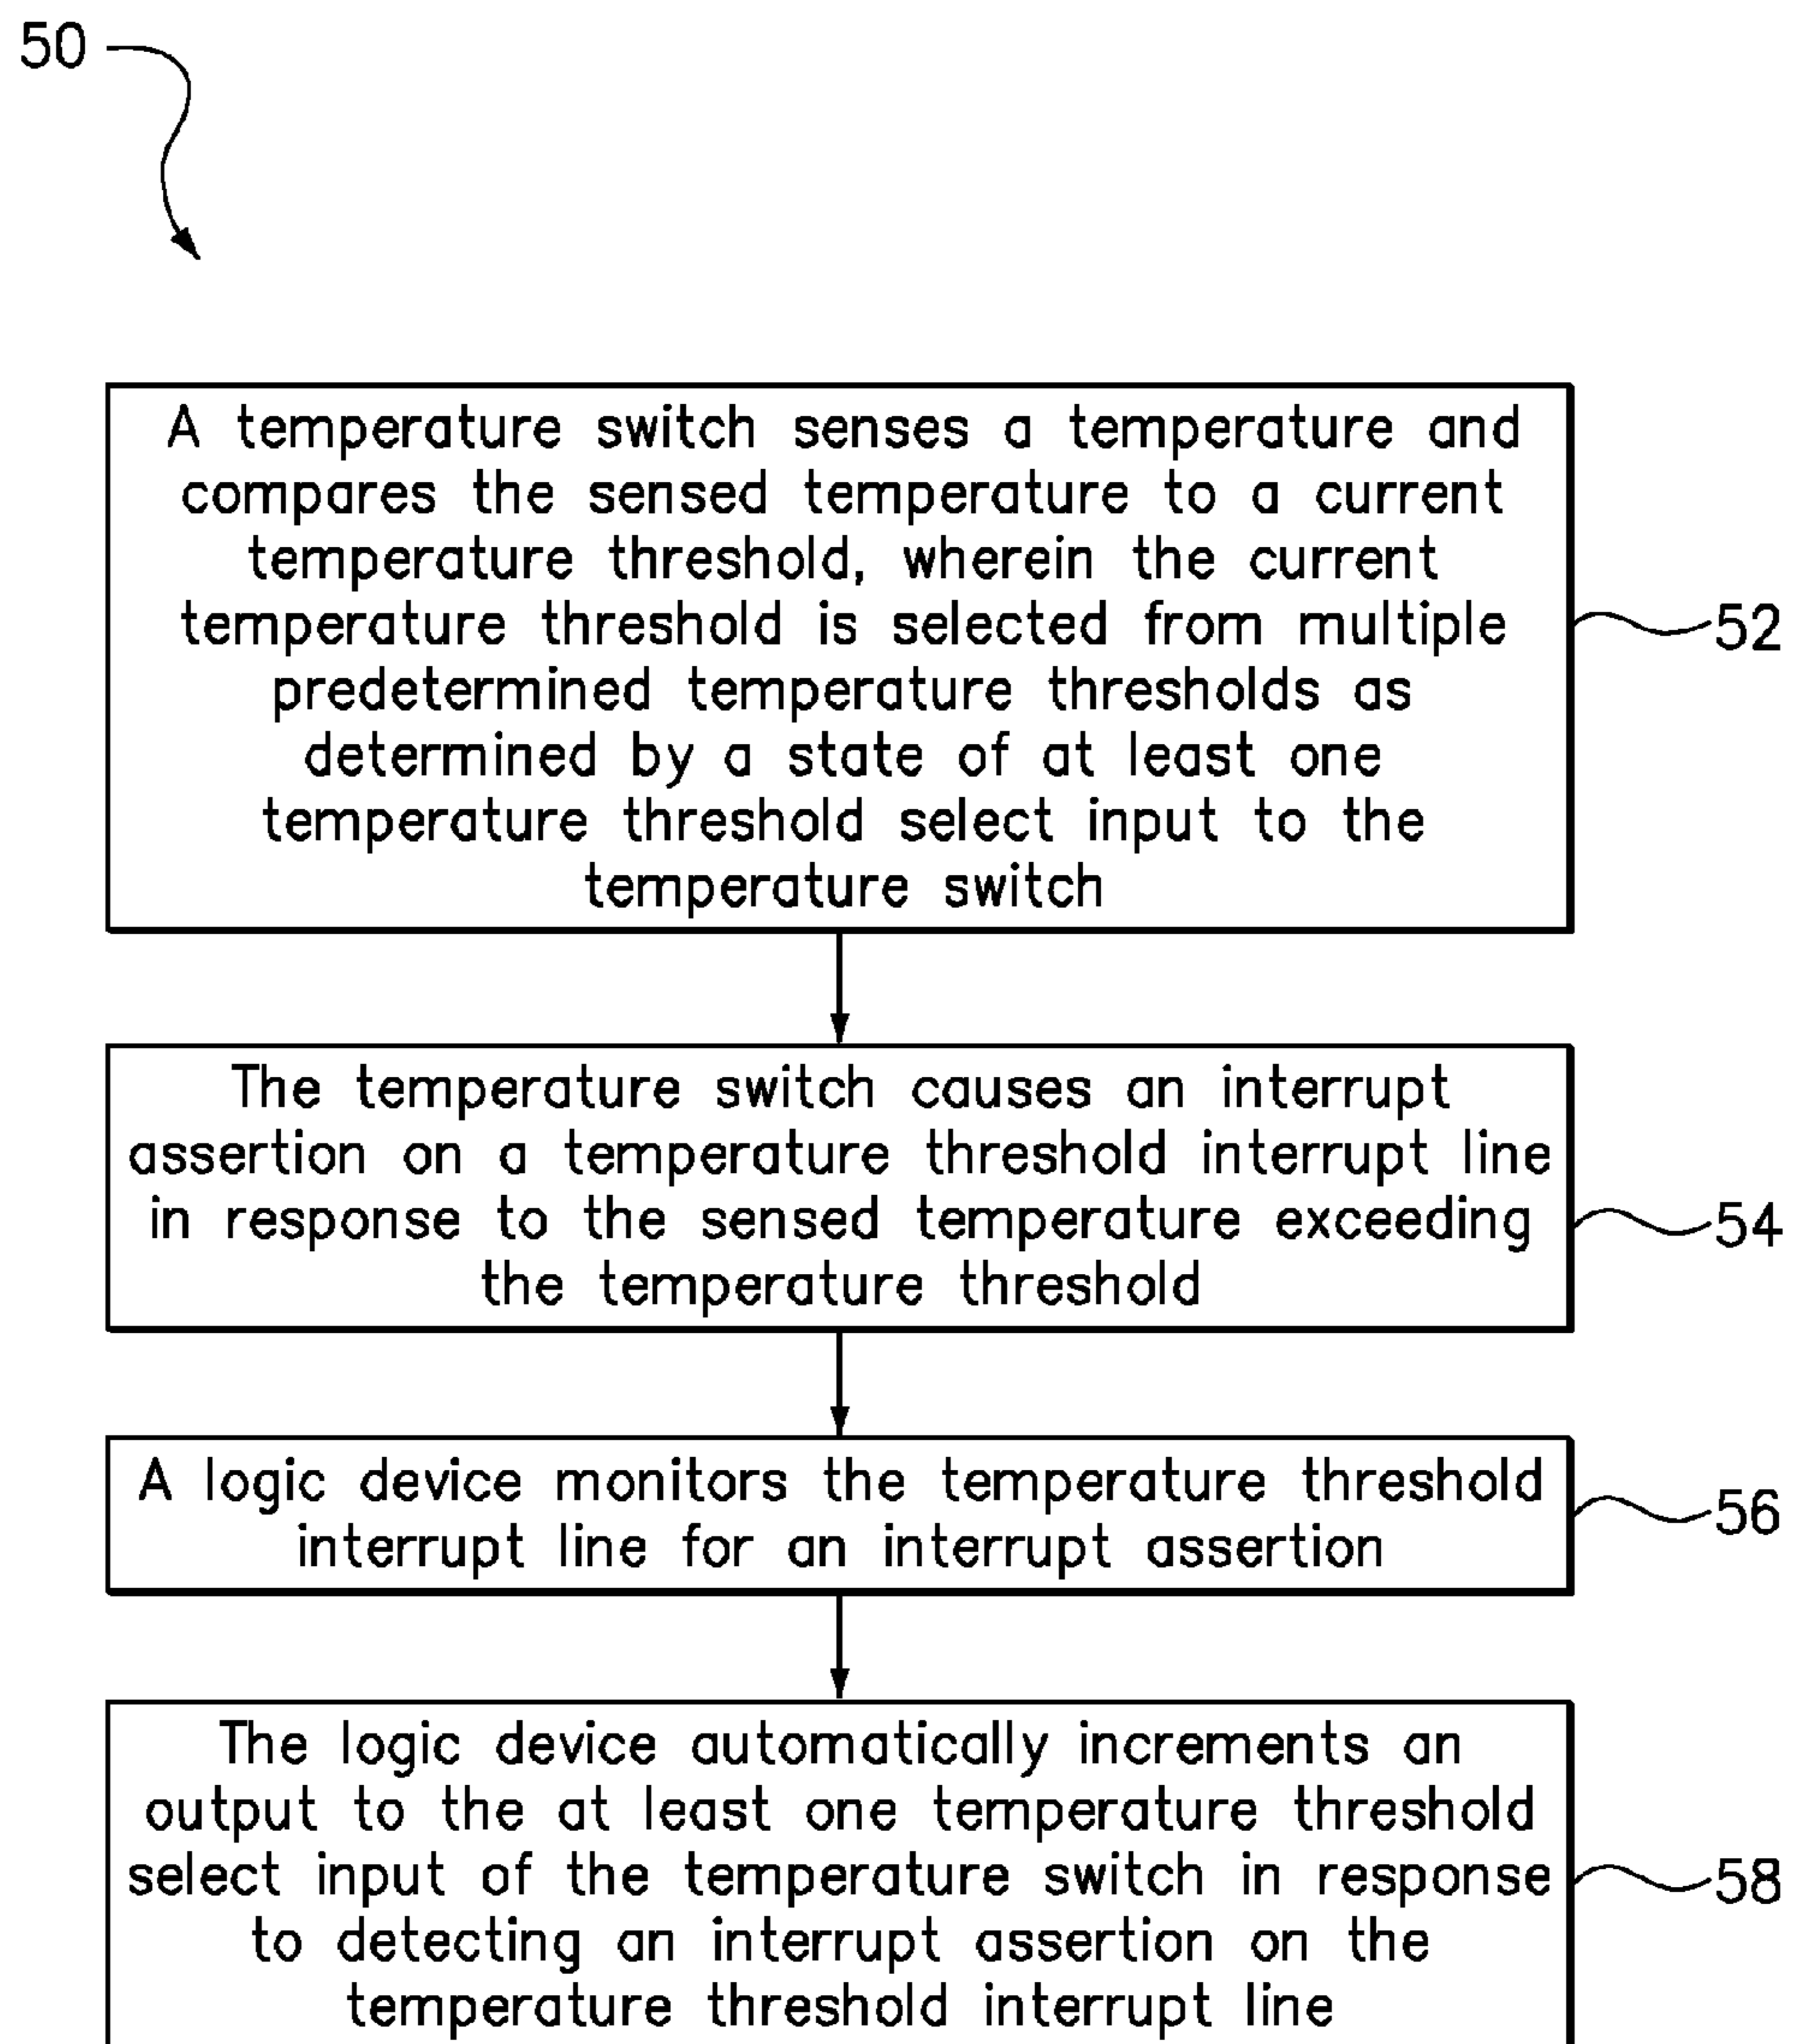 50
A temperature switch senses a temperature and
compares the sensed temperature to a current
temperature threshold, wherein the current
temperature threshold is selected from multiple
predetermined temperature thresholds as
determined by a state of at least one
temperature threshold select input to the
temperature switch
52
The temperature switch causes an interrupt
assertion on a temperature threshold interrupt line
in response to the sensed temperature exceeding
the temperature threshold
54
A logic device monitors the temperature threshold
interrupt line for an interrupt assertion
56
The logic device automatically increments an
output to the at least one temperature threshold
select input of the temperature switch in response
to detecting an interrupt assertion on the
temperature threshold interrupt line
58